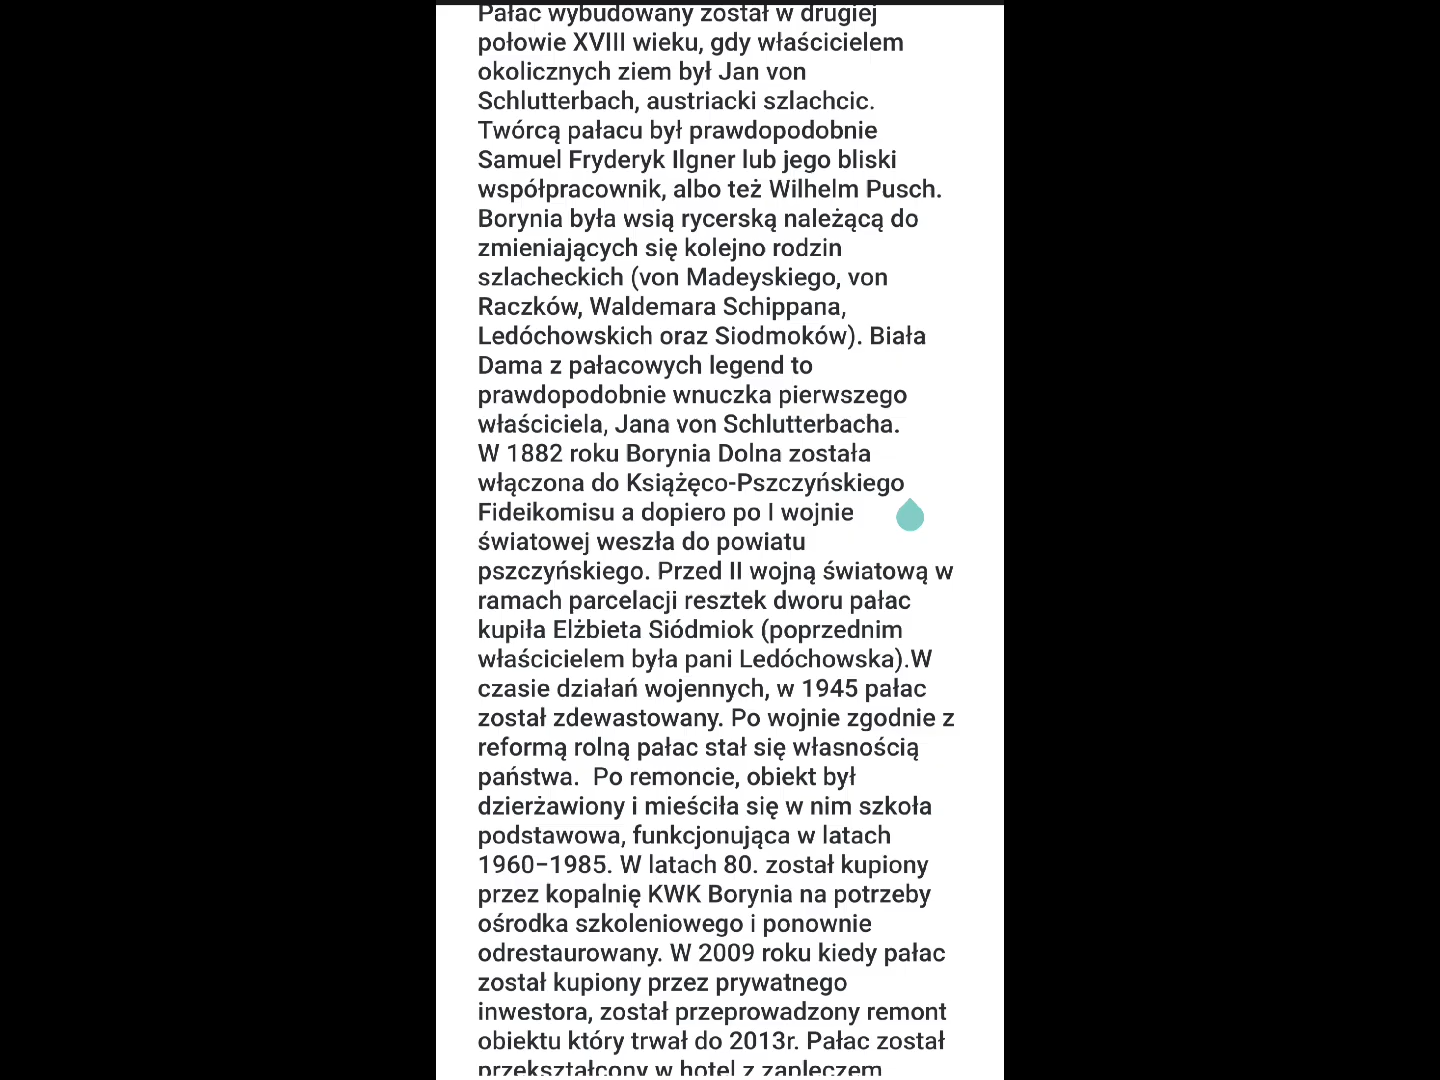 Pałac wybudowany został w drugiej
połowie XVIII wieku, gdy właścicielem
okolicznych ziem był Jan von
Schlutterbach, austriacki szlachcic.
Twórcą pałacu był prawdopodobnie
Samuel Fryderyk Ilgner lub jego bliski
współpracownik, albo też Wilhelm Pusch.
Borynia była wsią rycerską należącą do
zmieniających się kolejno rodzin
szlacheckich (von Madeyskiego, von
Raczków, Waldemara Schippana,
Ledóchowskich oraz Siodmoków). Biała
Dama z pałacowych legend to
prawdopodobnie wnuczka pierwszego
właściciela, Jana von Schlutterbacha.
W 1882 roku Borynia Dolna została
włączona do Książęco-Pszczyńskiego
Fideikomisu a dopiero po I wojnie
światowej weszła do powiatu
pszczyńskiego. Przed II wojną światową w
ramach parcelacji resztek dworu pałac
kupiła Elżbieta Siódmiok (poprzednim
właścicielem była pani Ledóchowska).W
czasie działań wojennych, w 1945 pałac
został zdewastowany. Po wojnie zgodnie z
reformą rolną pałac stał się własnością
państwa.  Po remoncie, obiekt był
dzierżawiony i mieściła się w nim szkoła
podstawowa, funkcjonująca w latach
1960–1985. W latach 80. został kupiony
przez kopalnię KWK Borynia na potrzeby
ośrodka szkoleniowego i ponownie
odrestaurowany. W 2009 roku kiedy pałac
został kupiony przez prywatnego
inwestora, został przeprowadzony remont
obiektu który trwał do 2013r. Pałac został
przekształcony w hotel z zapleczem